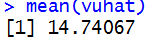 > mean(vuhat)
[1] 14.74067